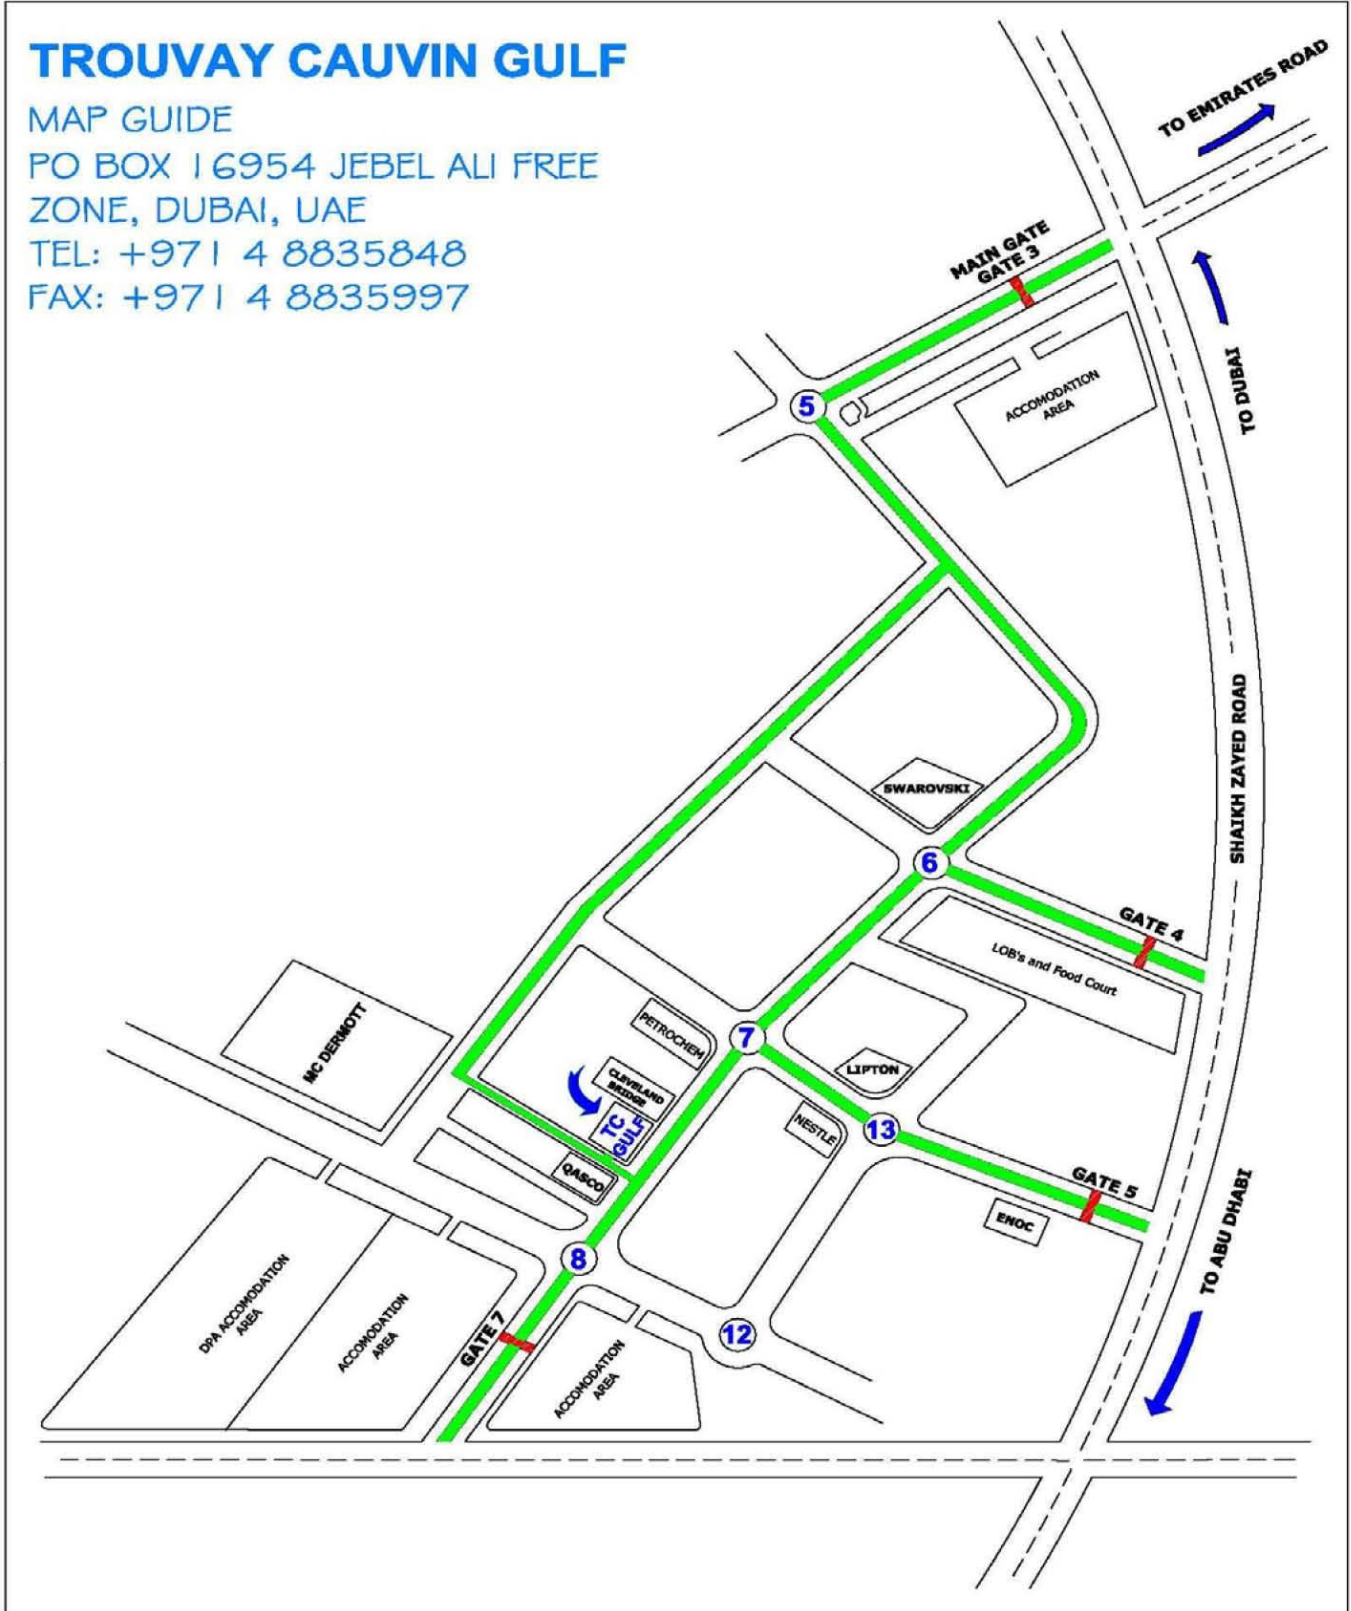 TROUVAY CAUVIN GULF
MAP GUIDE
PO BOX 16954 JEBEL ALI FREE
ZONE, DUBAI, UAE
TEL: +971 4 8835848
FAX: +971 4 8835997
TO EMIRATES ROAD
MAIN GATE
GATE 3
TO DUBAI
5
ACCOMODATION
AREA
SHAIKH ZAYED ROAD
SWAROVSKI
6
GATE 4
LOB's and Food Court
PETROCHEM
7
MC DERMOTT
CLEVELAND
BRIDGE
LIPTON
TC
GULF
NESTLE
13
QASCO
GATE 5
ENOC
TO ABU DHABI
8
DPA ACCOMODATION
AREA
ACCOMODATION
AREA
GATE 7
ACCOMODATION
AREA
12